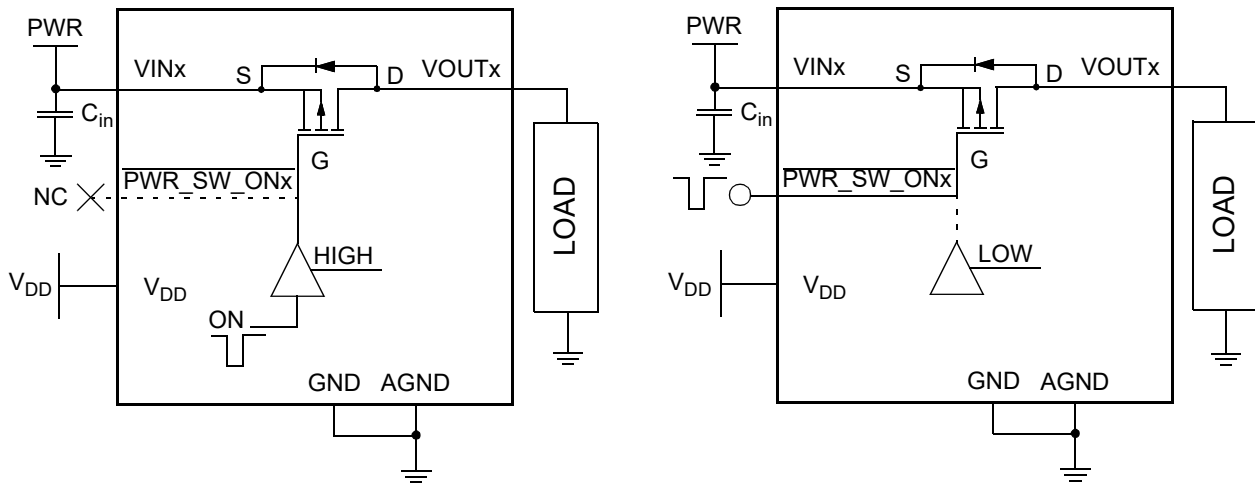 PWR
VINx
S
D
VOUTx
Cin
G
PWR_SW_ONx
NC
HIGH
VDD
VDD
ON
GND
AGND
LOAD
PWR
VINx
S
D
VOUTx
Cin
G
PWR_SW_ONx
LOW
VDD
VDD
GND
AGND
LOAD